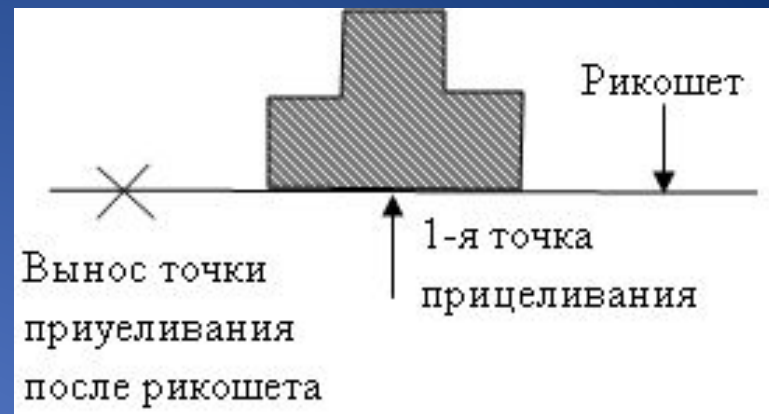 Рикошет
1-я точка
прицеливания
Вынос точки
приуеливания
после рикошета